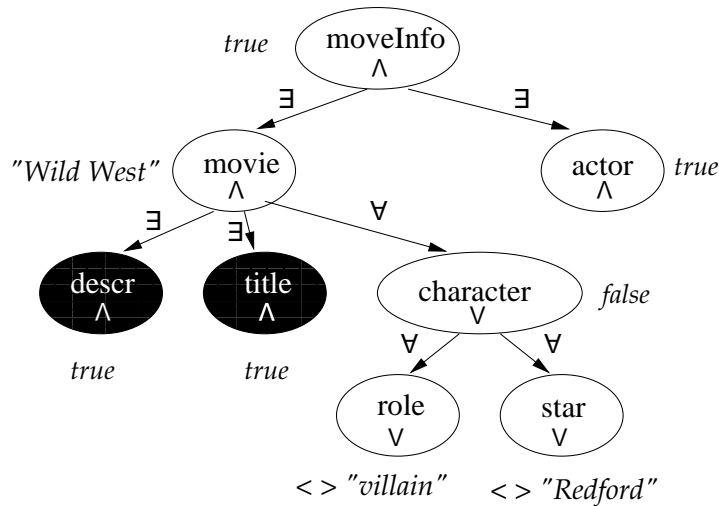 true moveInfo
Λ
∃ ∃
"Wild West" movie actor true
Λ Λ
∃ ∃ ∀
descr title character false
Λ Λ V
true true ∀ ∀
role star
V V
< > "villain" < > "Redford"